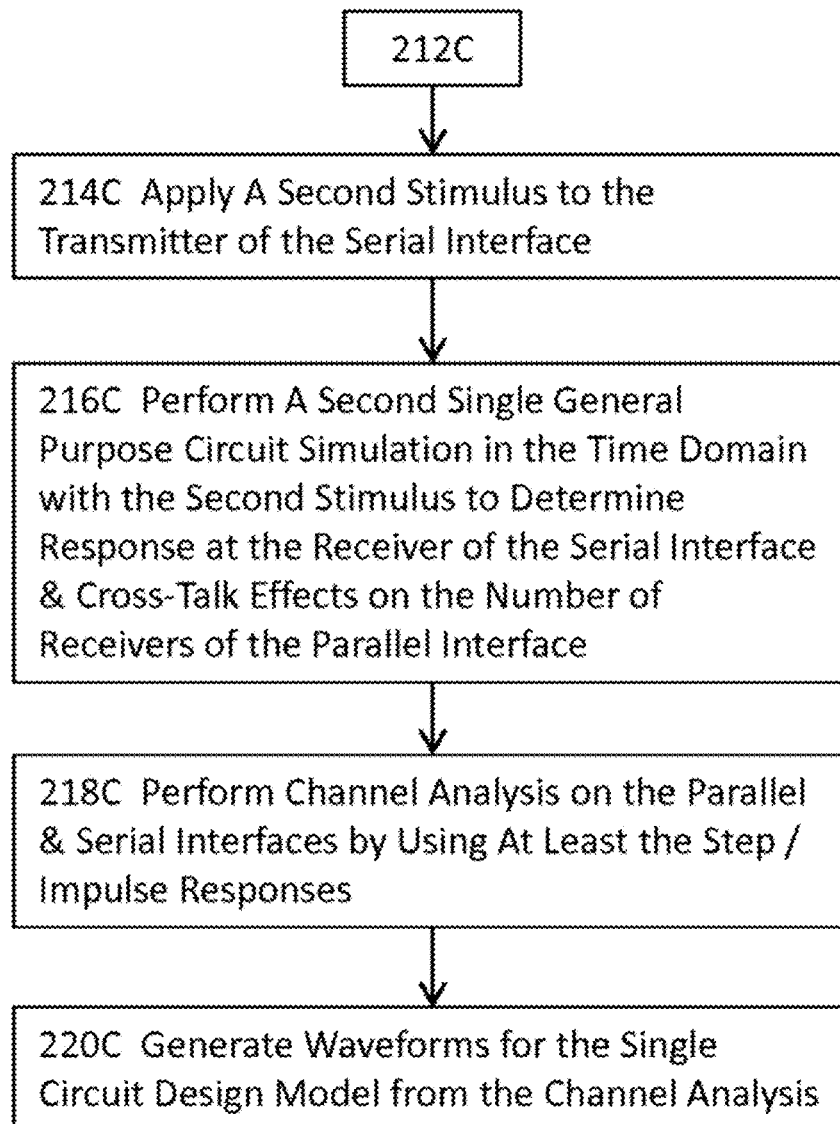 212C
214C Apply A Second Stimulus to the
Transmitter of the Serial Interface
216C Perform A Second Single General
Purpose Circuit Simulation in the Time Domain
with the Second Stimulus to Determine
Response at the Receiver of the Serial Interface
& Cross-Talk Effects on the Number of
Receivers of the Parallel Interface
218C Perform Channel Analysis on the Parallel
& Serial Interfaces by Using At Least the Step /
Impulse Responses
220C Generate Waveforms for the Single
Circuit Design Model from the Channel Analysis